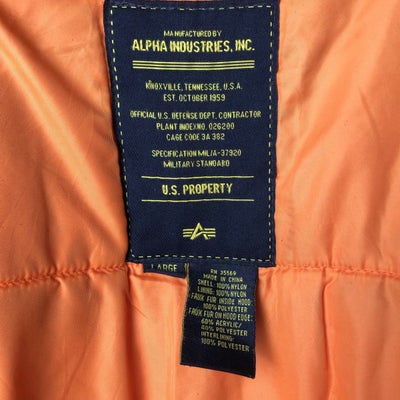 MANUFACTURED BY
ALPHA INDUSTRIES, INC.
KNOXVILLE, TENNESSEE, U.S.A.
EST. OCTOBER 1959
OFFICIAL U.S. DEFENSE DEPT. CONTRACTOR
PLANT INDEX NO. 026200
CAGE CODE 3A 382
SPECIFICATION MIL/A-37920
MILITARY STANDARD
U.S. PROPERTY
LARGE
RN 35569
MADE IN CHINA
SHELL: 100% NYLON
LINING: 100% NYLON
FAUX FUR INSIDE HOOD:
100% POLYESTER
FAUX FUR ON HOOD EDGE:
60% ACRYLIC/
40% POLYESTER
INTERLINING:
100% POLYESTER